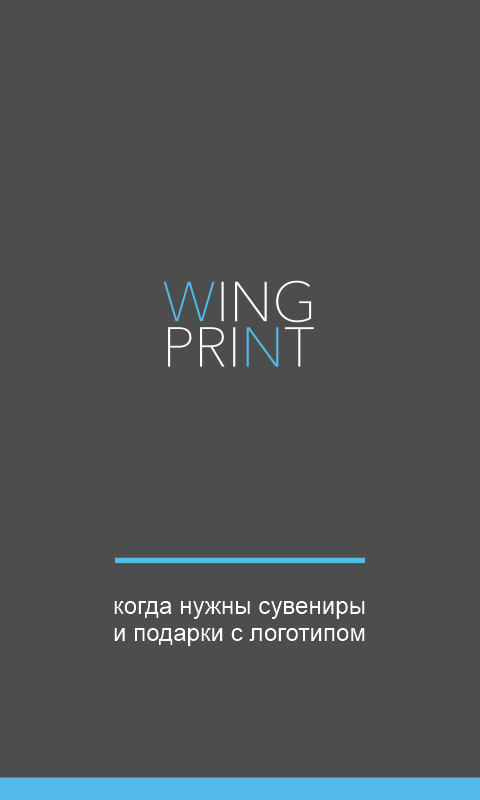 WING
PRINT
когда нужны сувениры
и подарки с логотипом